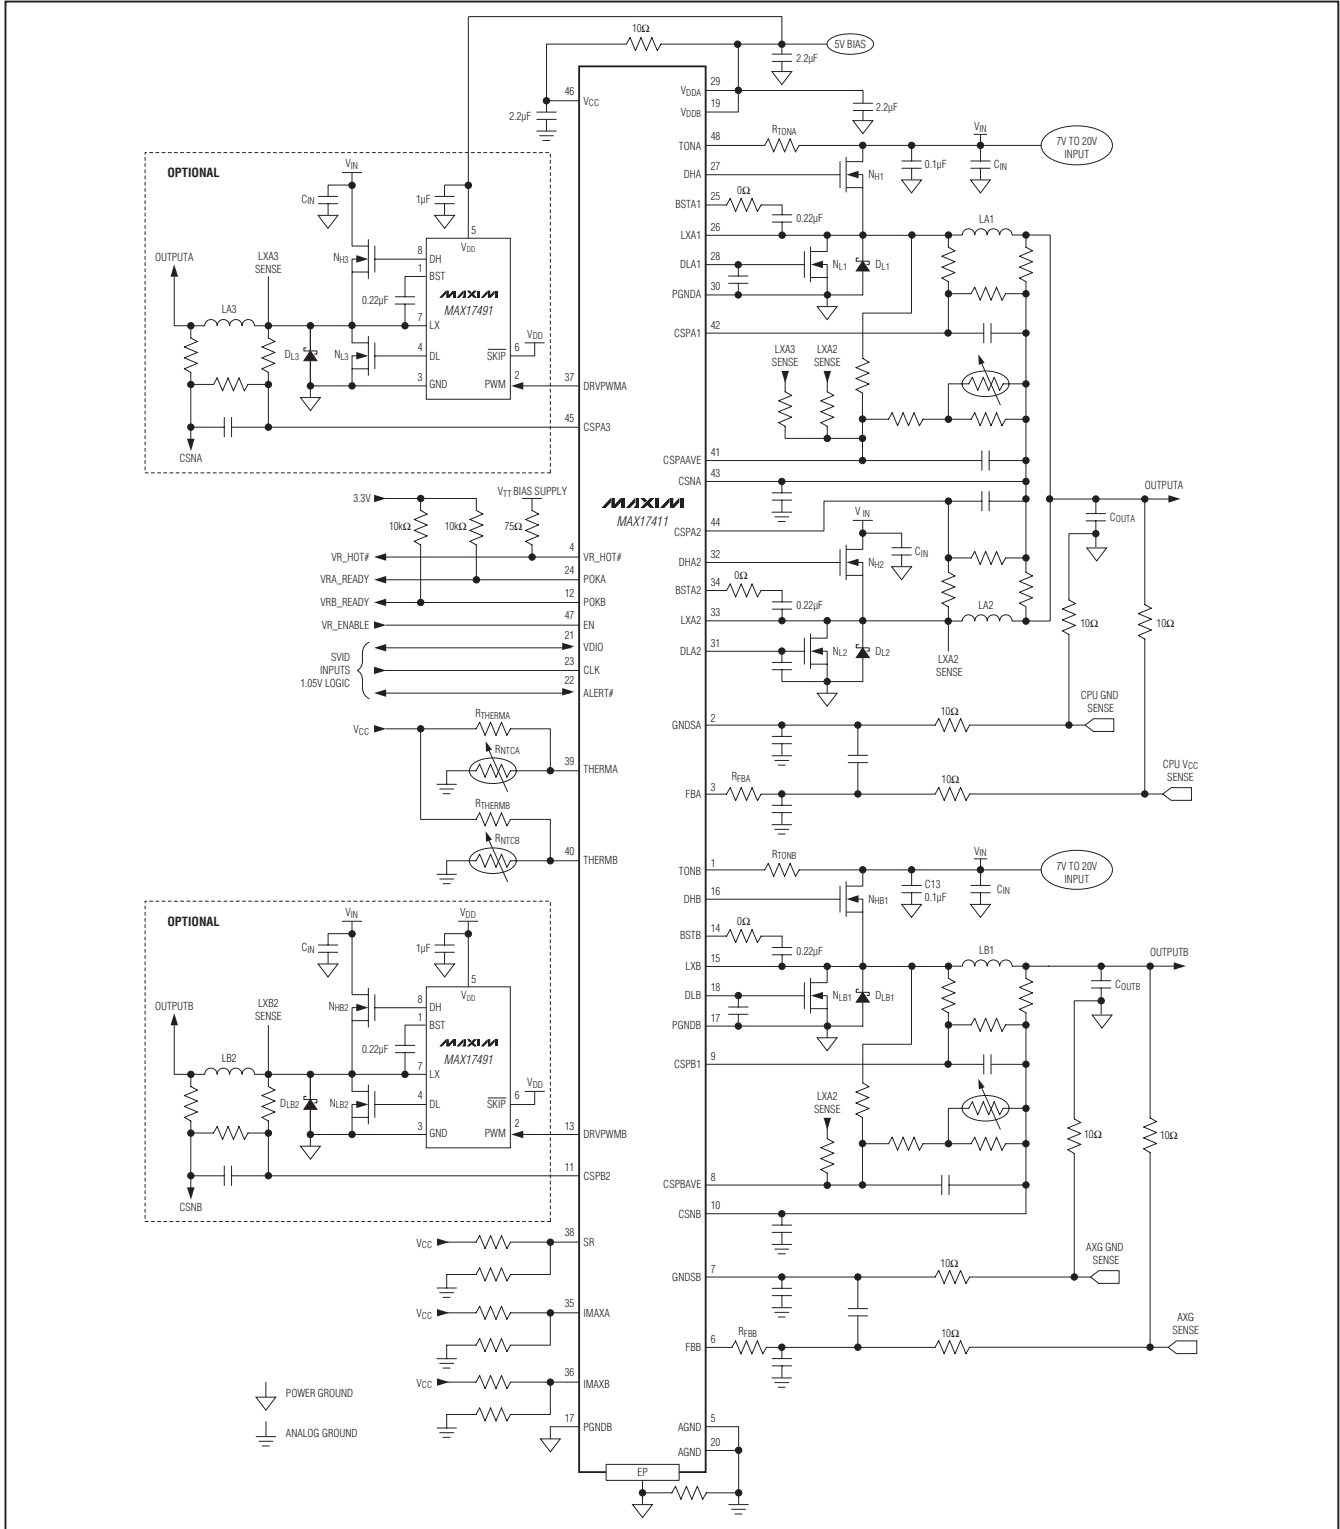 10Ω
5V BIAS
2.2μF
46
VCC
2.2μF
29
VDDA
19
VDDB
2.2μF
48
TONA
RTONA
VIN
7V TO 20V
INPUT
0.1μF
CIN
27
DHA
NH1
25
BSTA1
0Ω
0.22μF
26
LXA1
LA1
28
DLA1
NL1
DL1
30
PGNDA
42
CSPA1
LXA3
SENSE
LXA2
SENSE
41
CSPAAVE
43
CSNA
OUTPUTA
COUTA
44
CSPA2
V IN
CIN
32
DHA2
NH2
34
BSTA2
0Ω
0.22μF
33
LXA2
LA2
31
DLA2
NL2
DL2
LXA2
SENSE
10Ω
10Ω
CPU GND
SENSE
2
GNDSA
10Ω
CPU VCC
SENSE
3
FBA
RFBA
10Ω
OPTIONAL
VIN
CIN
1μF
5
VDD
OUTPUTA
LXA3
SENSE
NH3
8
DH
1
BST
0.22μF
MAXIM
MAX17491
LA3
7
LX
VDD
DL3
NL3
4
DL
6
SKIP
3
GND
2
PWM
37
DRVPWMA
45
CSPA3
CSNA
MAXIM
MAX17411
3.3V
VTT BIAS SUPPLY
10kΩ
10kΩ
75Ω
VR_HOT#
4
VR_HOT#
VRA_READY
24
POKA
VRB_READY
12
POKB
VR_ENABLE
47
EN
SVID
INPUTS
1.05V LOGIC
21
VDIO
23
CLK
22
ALERT#
VCC
RTHERMA
RNTCA
39
THERMA
RTHERMB
RNTCB
40
THERMB
1
TONB
RTONB
VIN
7V TO 20V
INPUT
C13
0.1μF
CIN
16
DHB
NHB1
14
BSTB
0Ω
0.22μF
15
LXB
LB1
OUTPUTB
COUTB
18
DLB
NLB1
DLB1
17
PGNDB
9
CSPB1
LXA2
SENSE
10Ω
10Ω
8
CSPBAVE
10
CSNB
AXG GND
SENSE
7
GNDSB
10Ω
AXG
SENSE
6
FBB
RFBB
10Ω
OPTIONAL
VIN
VDD
CIN
1μF
5
VDD
OUTPUTB
LXB2
SENSE
NHB2
8
DH
1
BST
0.22μF
MAXIM
MAX17491
LB2
7
LX
VDD
DLB2
NLB2
4
DL
6
SKIP
3
GND
2
PWM
13
DRVPWMB
11
CSPB2
CSNB
VCC
38
SR
VCC
35
IMAXA
VCC
36
IMAXB
17
PGNDB
5
AGND
20
AGND
EP
POWER GROUND
ANALOG GROUND